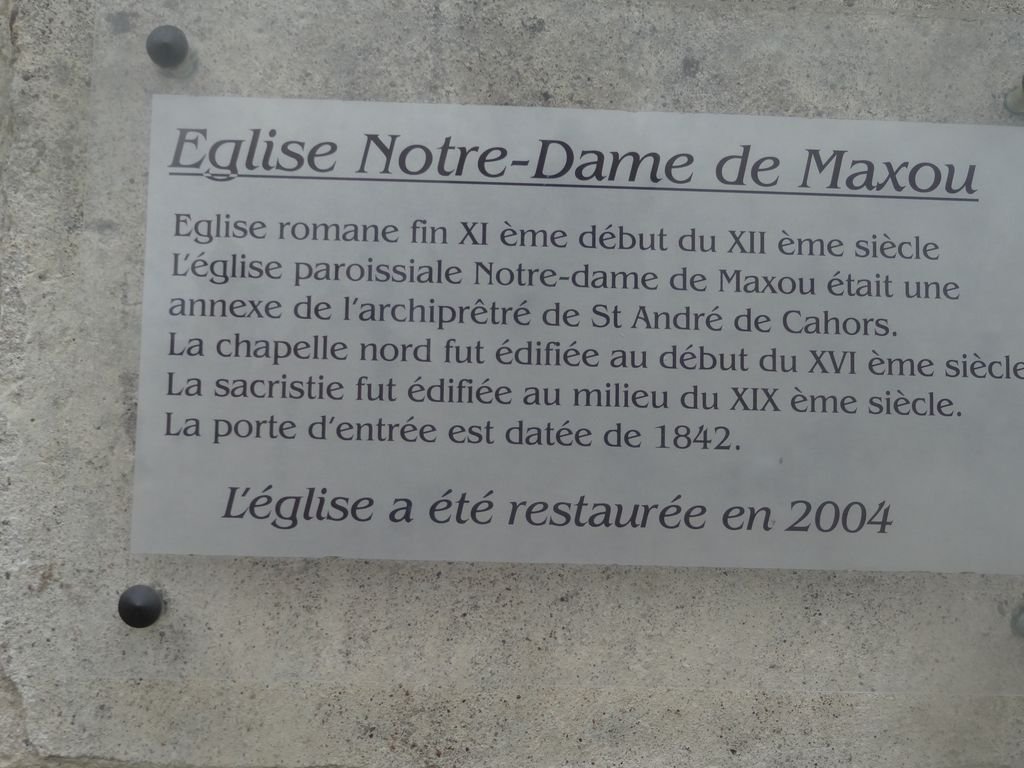 Eglise Notre-Dame de Maxou
Eglise romane fin XI ème début du XII ème siècle
L'église paroissiale Notre-dame de Maxou était une
annexe de l'archiprêtré de St André de Cahors.
La chapelle nord fut édifiée au début du XVI ème siècle
La sacristie fut édifiée au milieu du XIX ème siècle.
La porte d'entrée est datée de 1842.
L'église a été restaurée en 2004